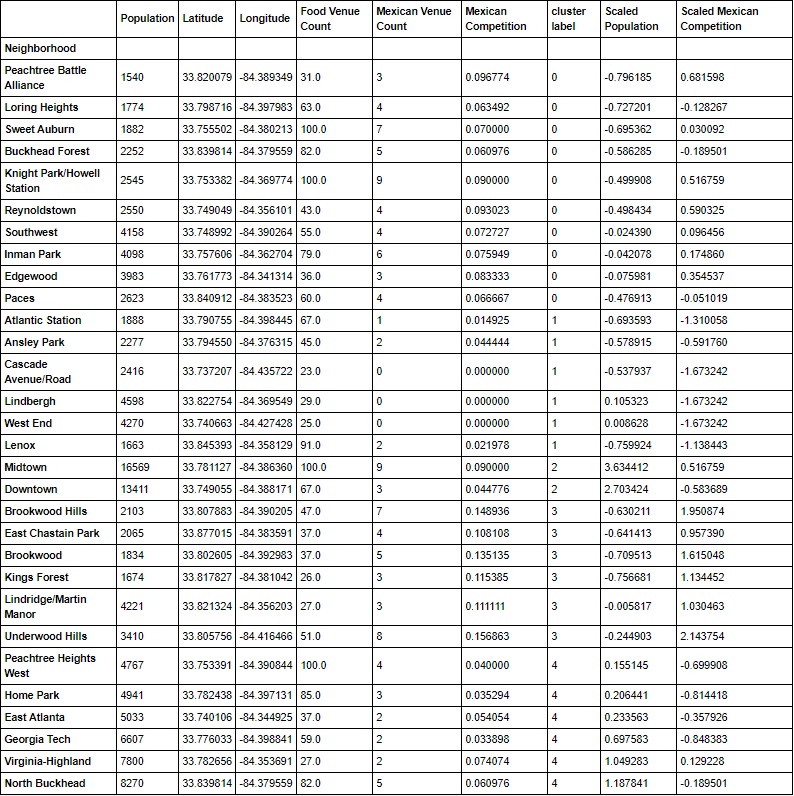 Population Latitude Longitude Food Venue Count Mexican Venue Count Mexican Competition cluster label Scaled Population Scaled Mexican Competition
Neighborhood
Peachtree Battle Alliance 1540 33.820079 -84.389349 31.0 3 0.096774 0 -0.796185 0.681598
Loring Heights 1774 33.798716 -84.397983 63.0 4 0.063492 0 -0.727201 -0.128267
Sweet Auburn 1882 33.755502 -84.380213 100.0 7 0.070000 0 -0.695362 0.030092
Buckhead Forest 2252 33.839814 -84.379559 82.0 5 0.060976 0 -0.586285 -0.189501
Knight Park/Howell Station 2545 33.753382 -84.369774 100.0 9 0.090000 0 -0.499908 0.516759
Reynoldstown 2550 33.749049 -84.356101 43.0 4 0.093023 0 -0.498434 0.590325
Southwest 4158 33.748992 -84.390264 55.0 4 0.072727 0 -0.024390 0.096456
Inman Park 4098 33.757606 -84.362704 79.0 6 0.075949 0 -0.042078 0.174860
Edgewood 3983 33.761773 -84.341314 36.0 3 0.083333 0 -0.075981 0.354537
Paces 2623 33.840912 -84.383523 60.0 4 0.066667 0 -0.476913 -0.051019
Atlantic Station 1888 33.790755 -84.398445 67.0 1 0.014925 1 -0.693593 -1.310058
Ansley Park 2277 33.794550 -84.376315 45.0 2 0.044444 1 -0.578915 -0.591760
Cascade Avenue/Road 2416 33.737207 -84.435722 23.0 0 0.000000 1 -0.537937 -1.673242
Lindbergh 4598 33.822754 -84.369549 29.0 0 0.000000 1 0.105323 -1.673242
West End 4270 33.740663 -84.427428 25.0 0 0.000000 1 0.008628 -1.673242
Lenox 1663 33.845393 -84.358129 91.0 2 0.021978 1 -0.759924 -1.138443
Midtown 16569 33.781127 -84.386360 100.0 9 0.090000 2 3.634412 0.516759
Downtown 13411 33.749055 -84.388171 67.0 3 0.044776 2 2.703424 -0.583689
Brookwood Hills 2103 33.807883 -84.390205 47.0 7 0.148936 3 -0.630211 1.950874
East Chastain Park 2065 33.877015 -84.383591 37.0 4 0.108108 3 -0.641413 0.957390
Brookwood 1834 33.802605 -84.392983 37.0 5 0.135135 3 -0.709513 1.615048
Kings Forest 1674 33.817827 -84.381042 26.0 3 0.115385 3 -0.756681 1.134452
Lindridge/Martin Manor 4221 33.821324 -84.356203 27.0 3 0.111111 3 -0.005817 1.030463
Underwood Hills 3410 33.805756 -84.416466 51.0 8 0.156863 3 -0.244903 2.143754
Peachtree Heights West 4767 33.753391 -84.390844 100.0 4 0.040000 4 0.155145 -0.699908
Home Park 4941 33.782438 -84.397131 85.0 3 0.035294 4 0.206441 -0.814418
East Atlanta 5033 33.740106 -84.344925 37.0 2 0.054054 4 0.233563 -0.357926
Georgia Tech 6607 33.776033 -84.398841 59.0 2 0.033898 4 0.697583 -0.848383
Virginia-Highland 7800 33.782656 -84.353691 27.0 2 0.074074 4 1.049283 0.129228
North Buckhead 8270 33.839814 -84.379559 82.0 5 0.060976 4 1.187841 -0.189501